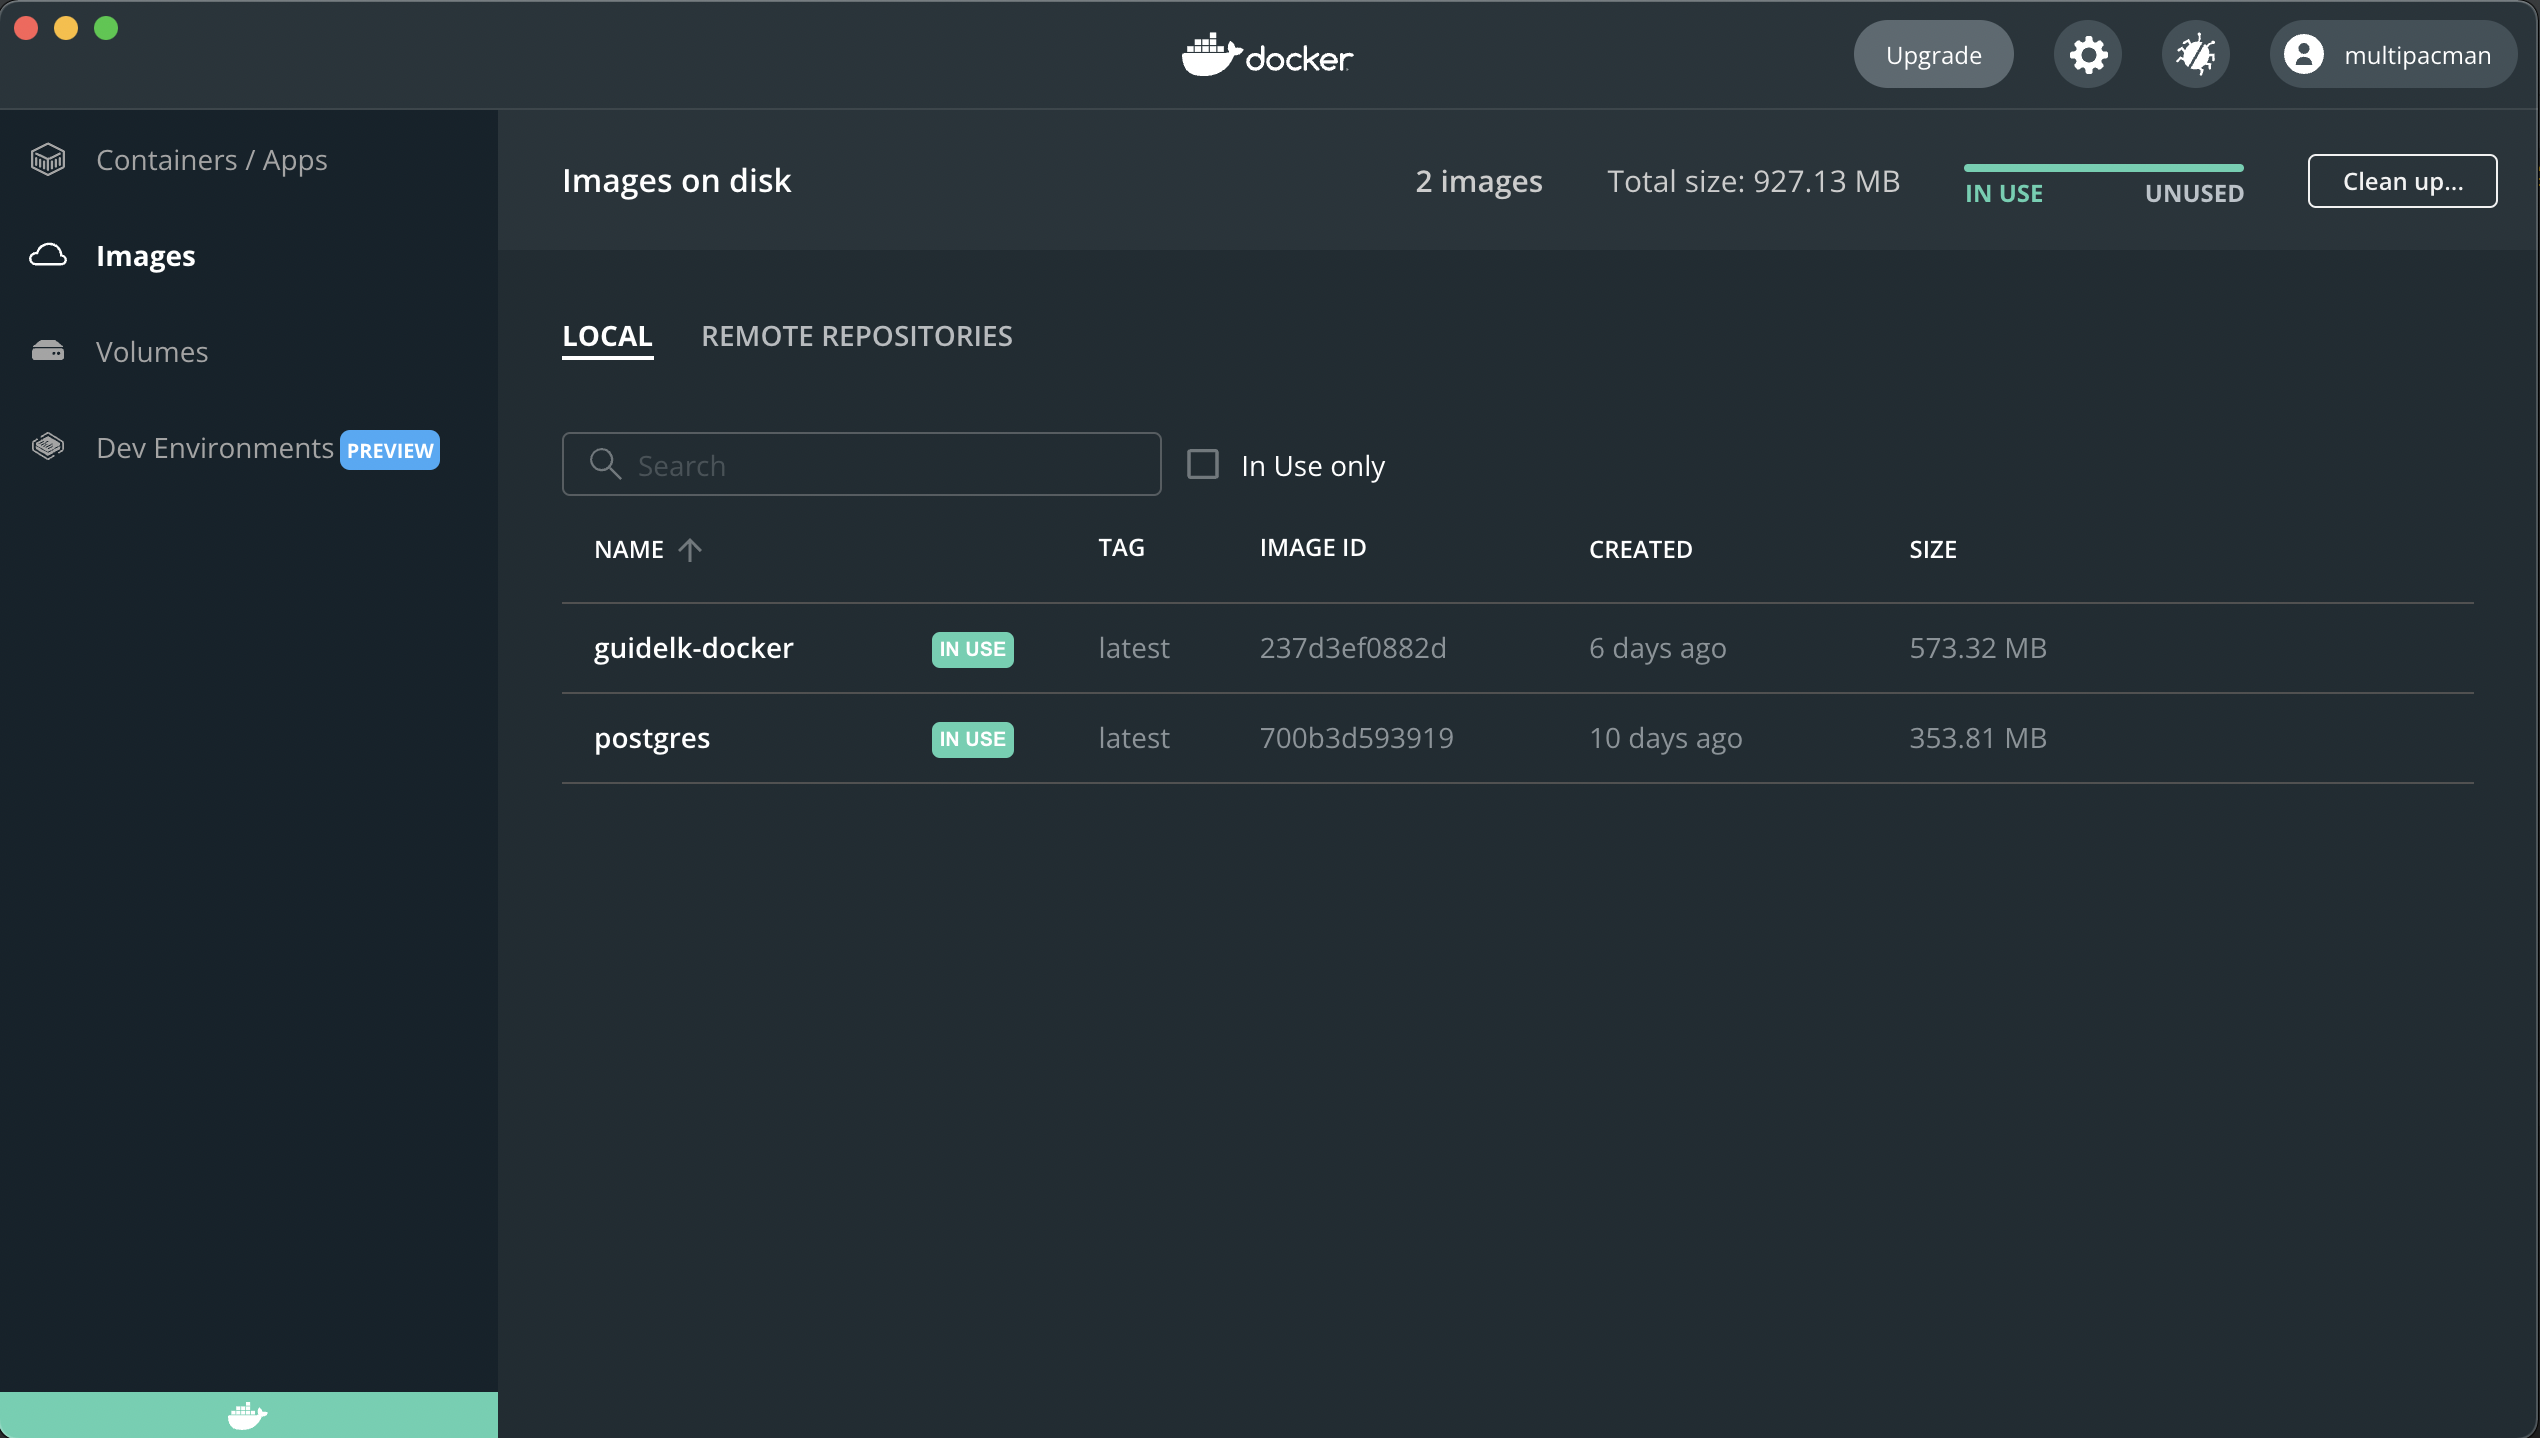 docker
Upgrade
multipacman
Containers / Apps
Images
Volumes
Dev Environments PREVIEW
Images on disk
2 images
Total size: 927.13 MB
IN USE UNUSED
Clean up...
LOCAL REMOTE REPOSITORIES
Search
In Use only
NAME TAG IMAGE ID CREATED SIZE
guidelk-docker IN USE latest 237d3ef0882d 6 days ago 573.32 MB
postgres IN USE latest 700b3d593919 10 days ago 353.81 MB